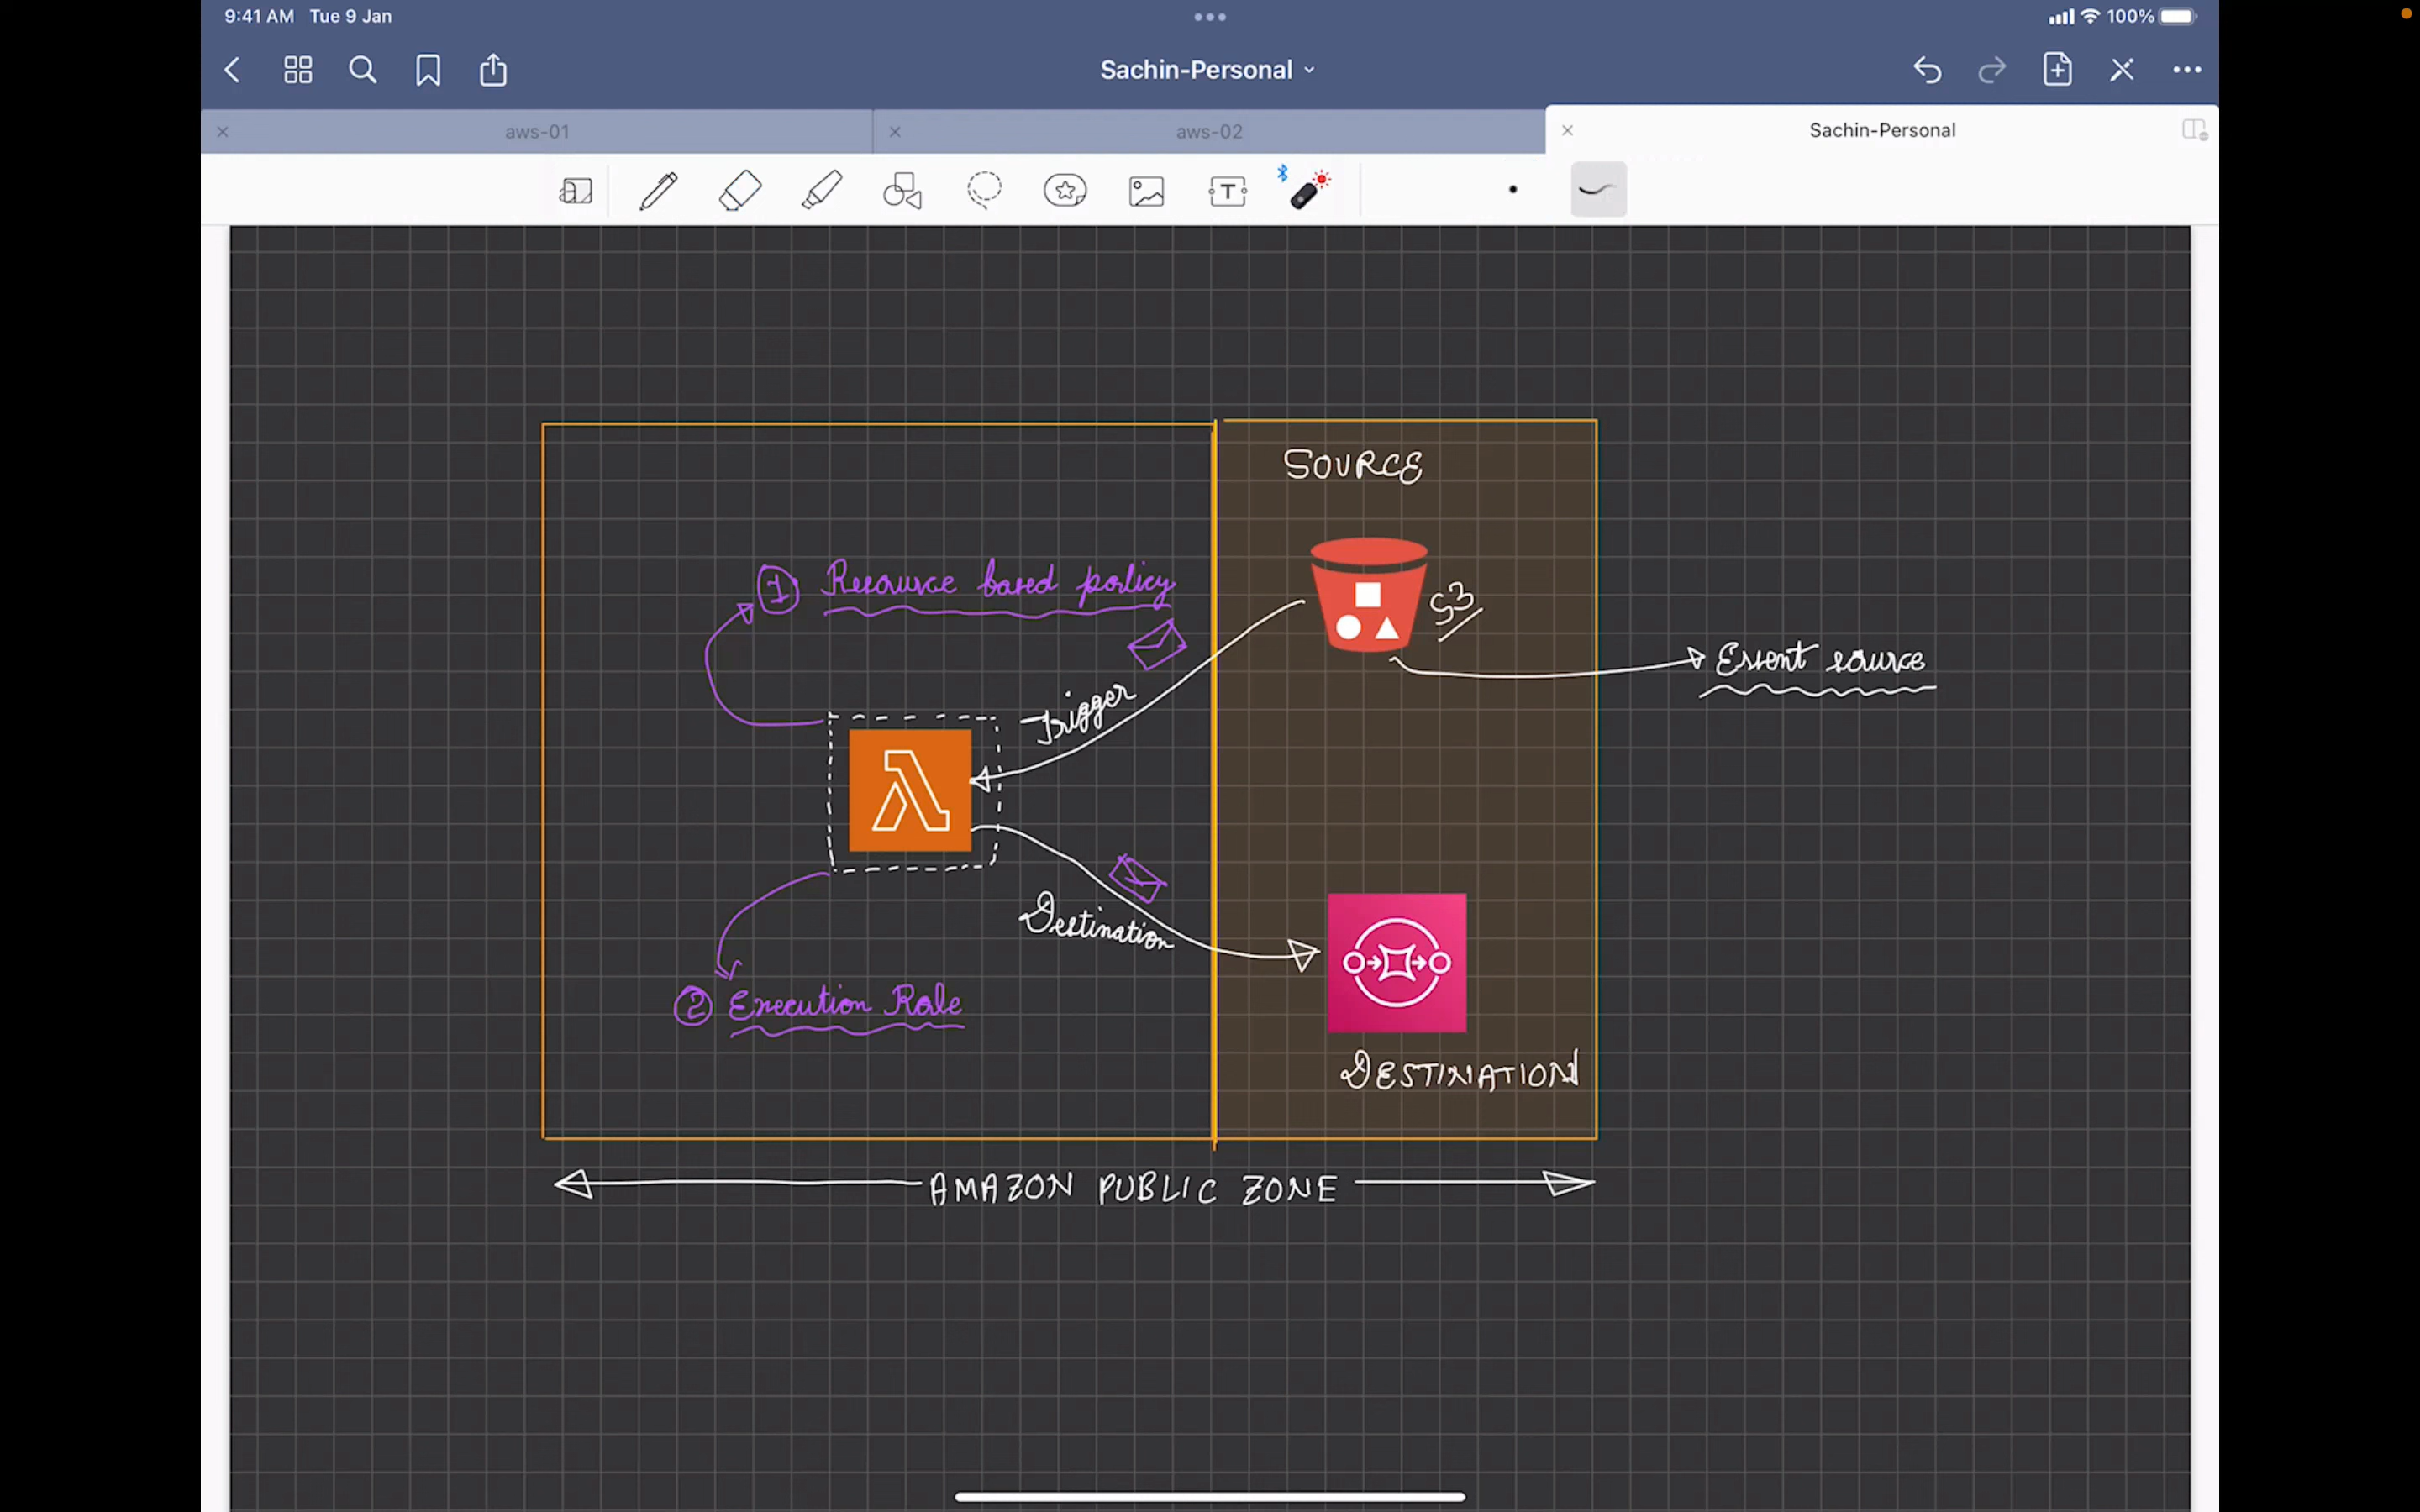 9:41 AM Tue 9 Jan
100%
Sachin-Personal
aws-01
aws-02
Sachin-Personal
SOURCE
1 Resource based policy
S3
Event source
Trigger
Destination
2 Execution Role
DESTINATION
AMAZON PUBLIC ZONE